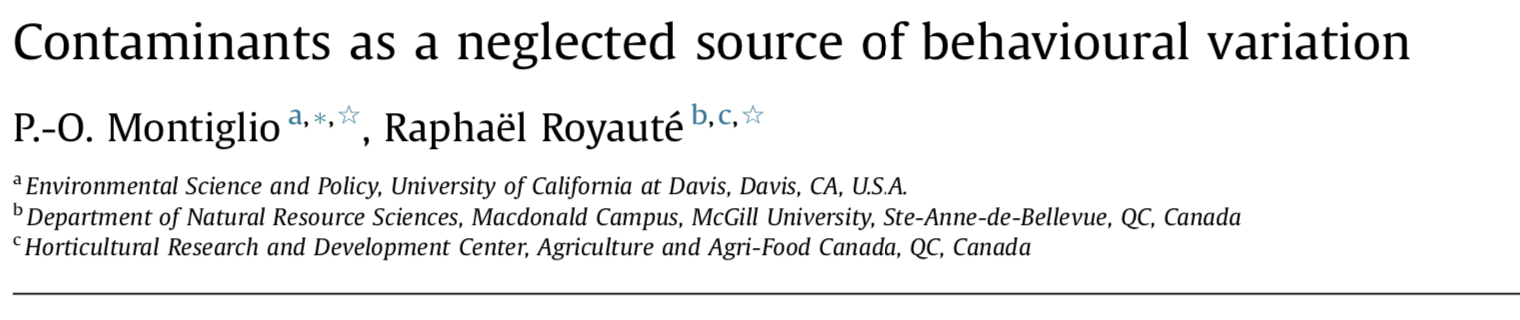 Contaminants as a neglected source of behavioural variation
P.-O. Montiglio a,*,☆, Raphaël Royauté b,c,☆
a Environmental Science and Policy, University of California at Davis, Davis, CA, U.S.A.
b Department of Natural Resource Sciences, Macdonald Campus, McGill University, Ste-Anne-de-Bellevue, QC, Canada
c Horticultural Research and Development Center, Agriculture and Agri-Food Canada, QC, Canada